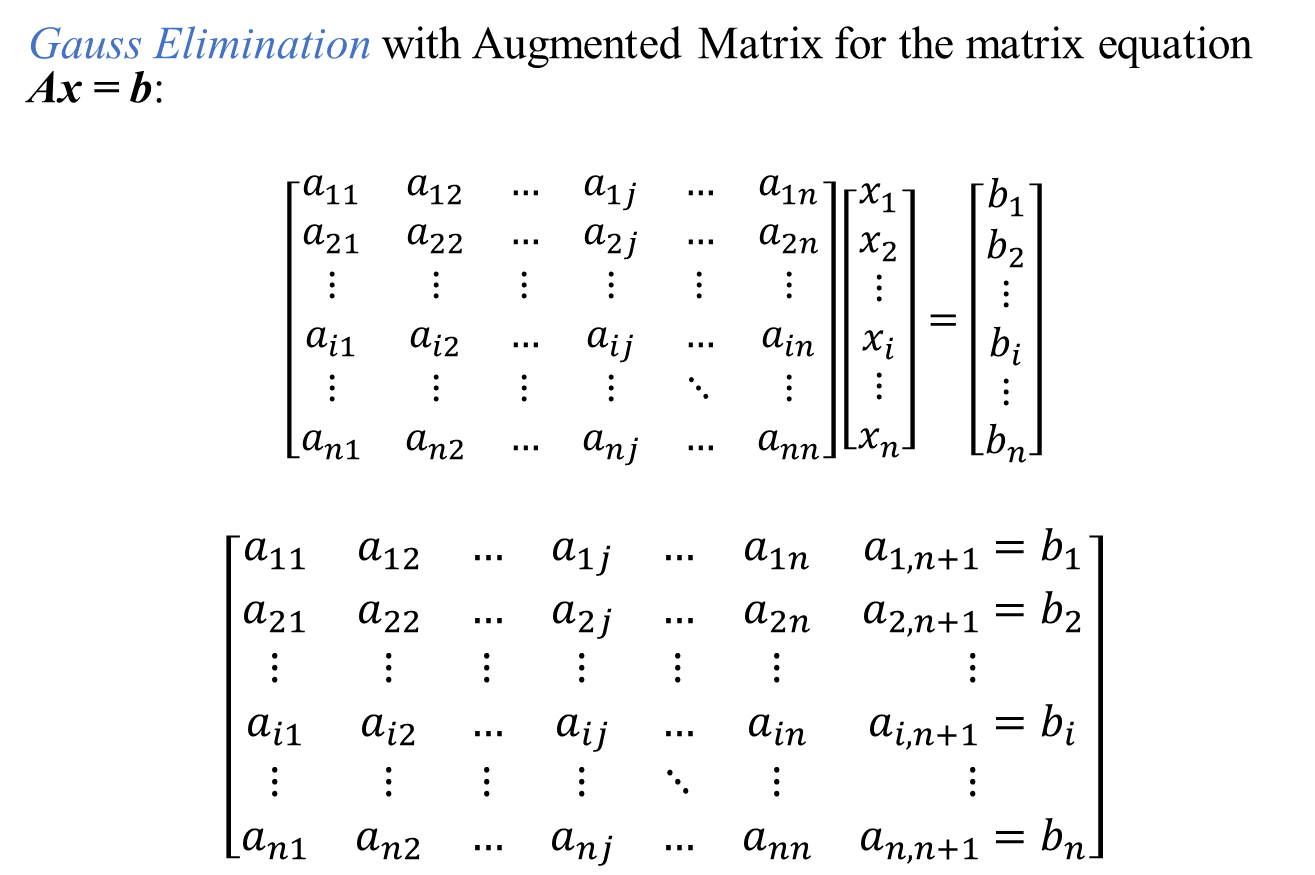 Gauss Elimination with Augmented Matrix for the matrix equation
Ax = b:
[a₁₁ a₁₂ … a₁ⱼ … a₁ₙ] [x₁] [b₁]
[a₂₁ a₂₂ … a₂ⱼ … a₂ₙ] [x₂] [b₂]
[⋮ ⋮ ⋮ ⋮ ⋮ ⋮] [⋮] [⋮]
[aᵢ₁ aᵢ₂ … aᵢⱼ … aᵢₙ] [xᵢ] = [bᵢ]
[⋮ ⋮ ⋮ ⋮ ⋱ ⋮] [⋮] [⋮]
[aₙ₁ aₙ₂ … aₙⱼ … aₙₙ] [xₙ] [bₙ]
[a₁₁ a₁₂ … a₁ⱼ … a₁ₙ a₁,ₙ₊₁ = b₁]
[a₂₁ a₂₂ … a₂ⱼ … a₂ₙ a₂,ₙ₊₁ = b₂]
[⋮ ⋮ ⋮ ⋮ ⋮ ⋮ ⋮]
[aᵢ₁ aᵢ₂ … aᵢⱼ … aᵢₙ aᵢ,ₙ₊₁ = bᵢ]
[⋮ ⋮ ⋮ ⋮ ⋱ ⋮ ⋮]
[aₙ₁ aₙ₂ … aₙⱼ … aₙₙ aₙ,ₙ₊₁ = bₙ]